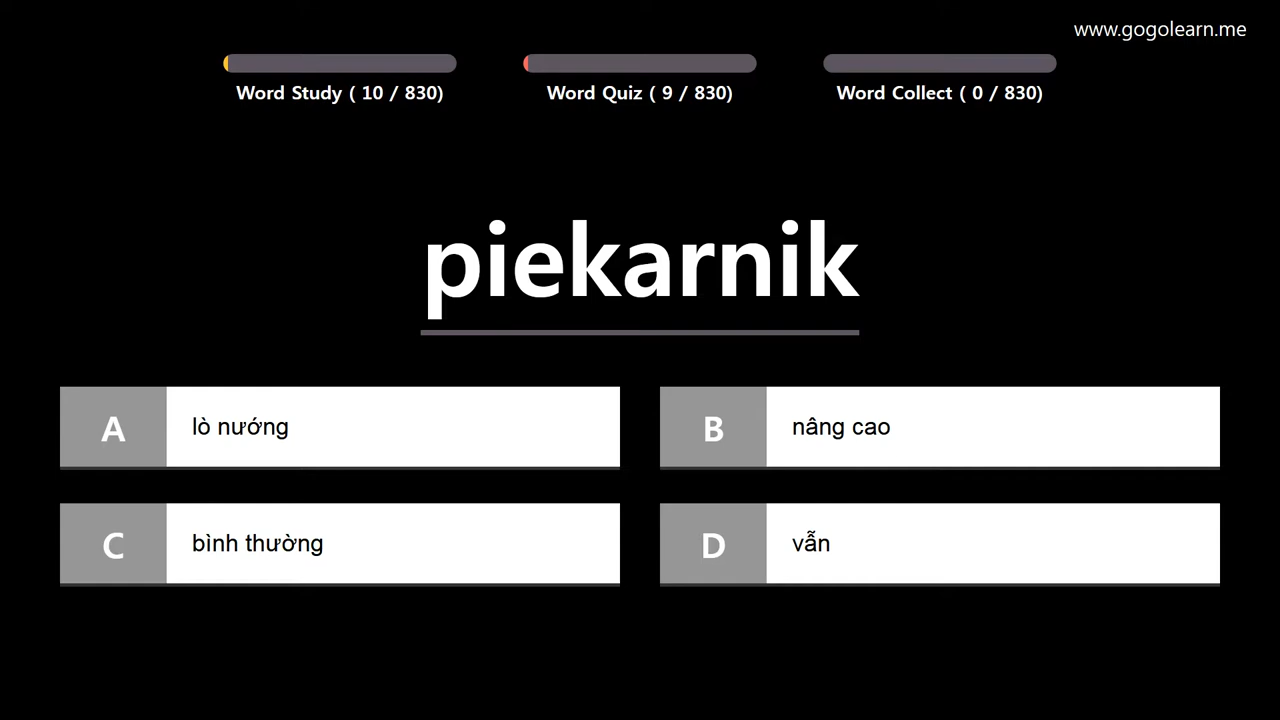 www.gogolearn.me
Word Study ( 10 / 830)
Word Quiz ( 9 / 830)
Word Collect ( 0 / 830)
piekarnik
A
lò nướng
B
nâng cao
C
bình thường
D
vẫn